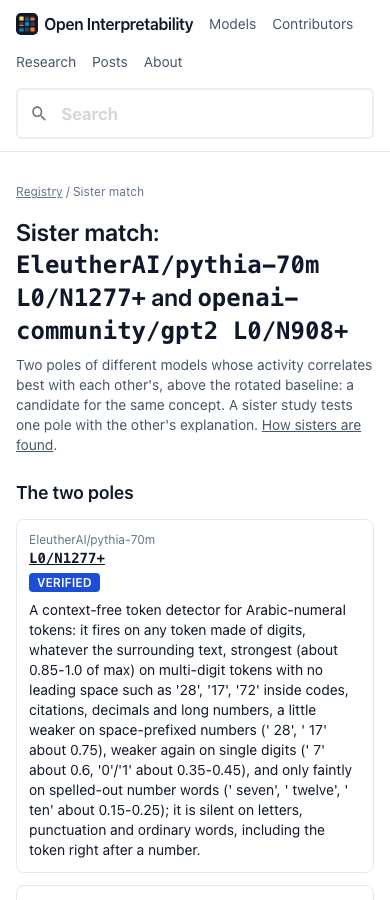 Open Interpretability Models Contributors
Research Posts About
Search
Registry / Sister match
Sister match:
EleutherAI/pythia-70m
L0/N1277+ and openai-
community/gpt2 L0/N908+
Two poles of different models whose activity correlates
best with each other's, above the rotated baseline: a
candidate for the same concept. A sister study tests
one pole with the other's explanation. How sisters are
found.
The two poles
EleutherAI/pythia-70m
L0/N1277+
VERIFIED
A context-free token detector for Arabic-numeral
tokens: it fires on any token made of digits,
whatever the surrounding text, strongest (about
0.85-1.0 of max) on multi-digit tokens with no
leading space such as '28', '17', '72' inside codes,
citations, decimals and long numbers, a little
weaker on space-prefixed numbers (' 28', ' 17'
about 0.75), weaker again on single digits (' 7'
about 0.6, '0'/'1' about 0.35-0.45), and only faintly
on spelled-out number words (' seven', ' twelve', '
ten' about 0.15-0.25); it is silent on letters,
punctuation and ordinary words, including the
token right after a number.